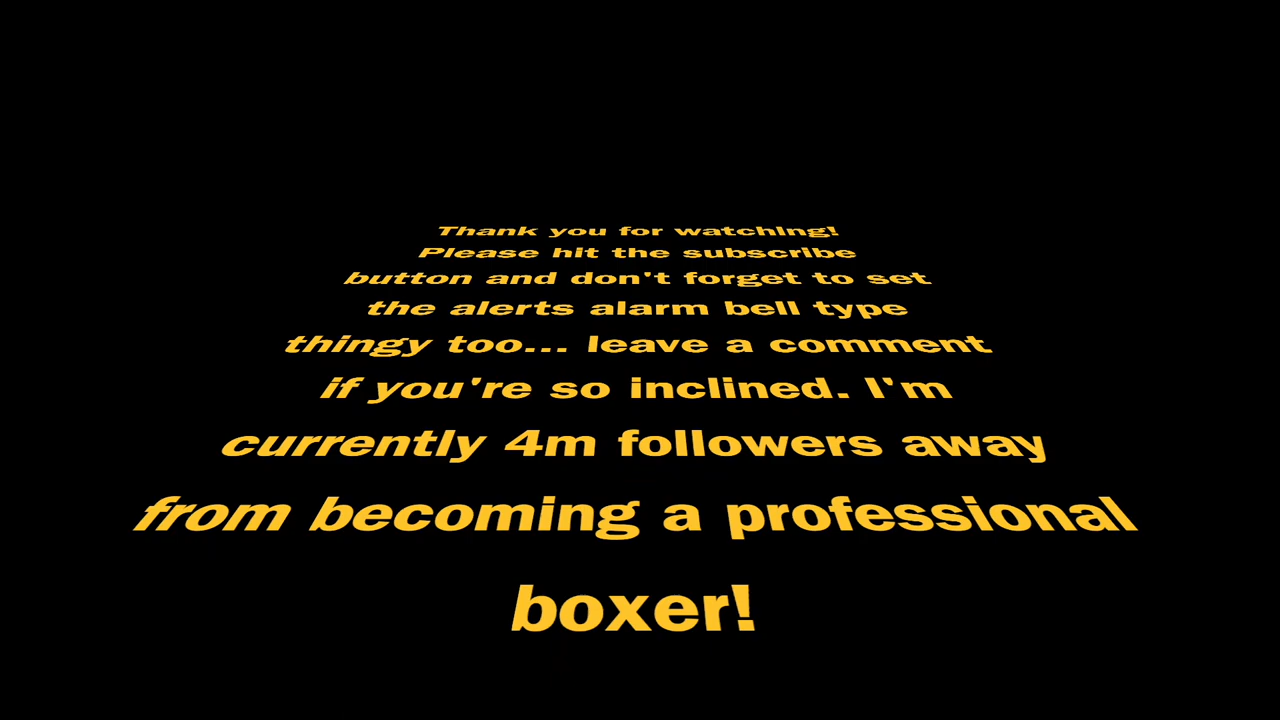 Thank you for watching!
Please hit the subscribe
button and don't forget to set
the alerts alarm bell type
thingy too... leave a comment
if you're so inclined. I'm
currently 4m followers away
from becoming a professional
boxer!